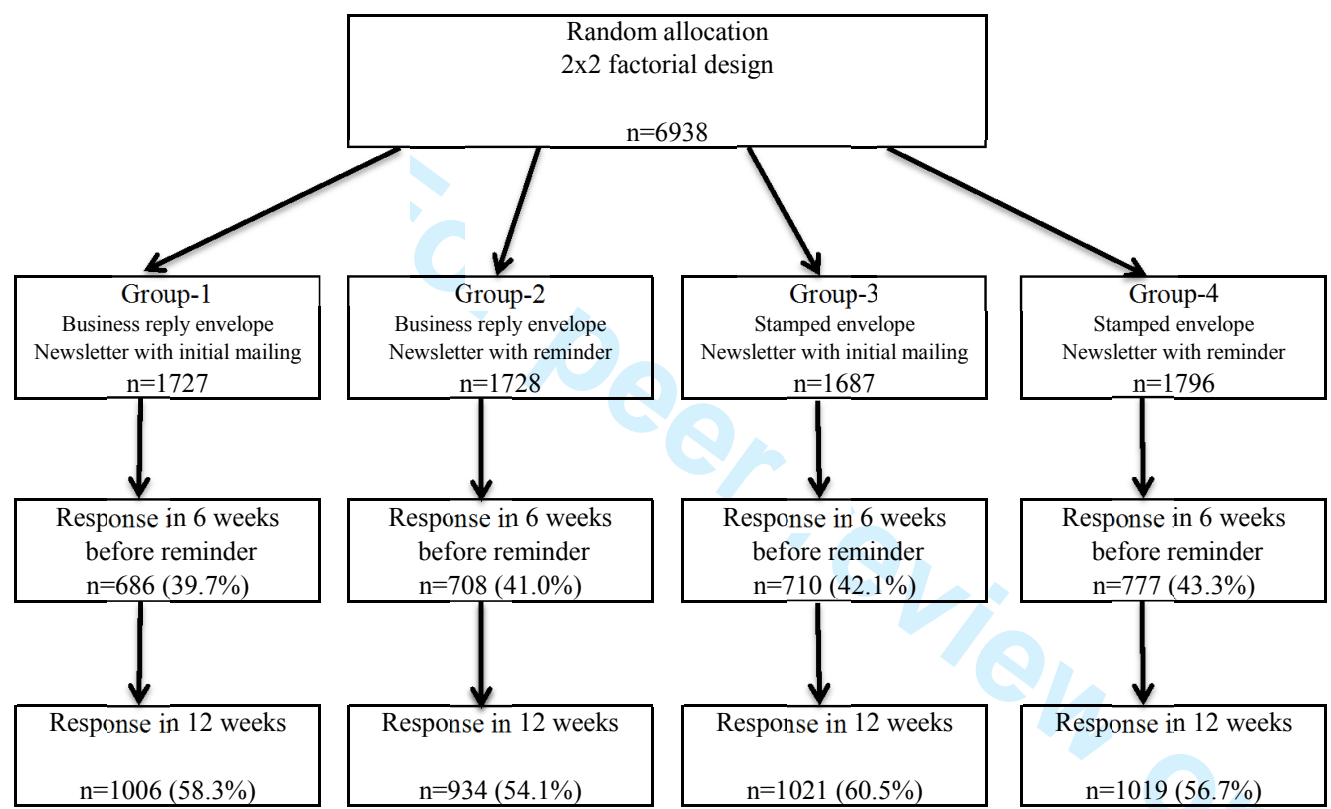 Random allocation
2x2 factorial design
n=6938
Group-1
Business reply envelope
Newsletter with initial mailing
n=1727
Group-2
Business reply envelope
Newsletter with reminder
n=1728
Group-3
Stamped envelope
Newsletter with initial mailing
n=1687
Group-4
Stamped envelope
Newsletter with reminder
n=1796
Response in 6 weeks
before reminder
n=686 (39.7%)
Response in 6 weeks
before reminder
n=708 (41.0%)
Response in 6 weeks
before reminder
n=710 (42.1%)
Response in 6 weeks
before reminder
n=777 (43.3%)
Response in 12 weeks
n=1006 (58.3%)
Response in 12 weeks
n=934 (54.1%)
Response in 12 weeks
n=1021 (60.5%)
Response in 12 weeks
n=1019 (56.7%)
For peer review